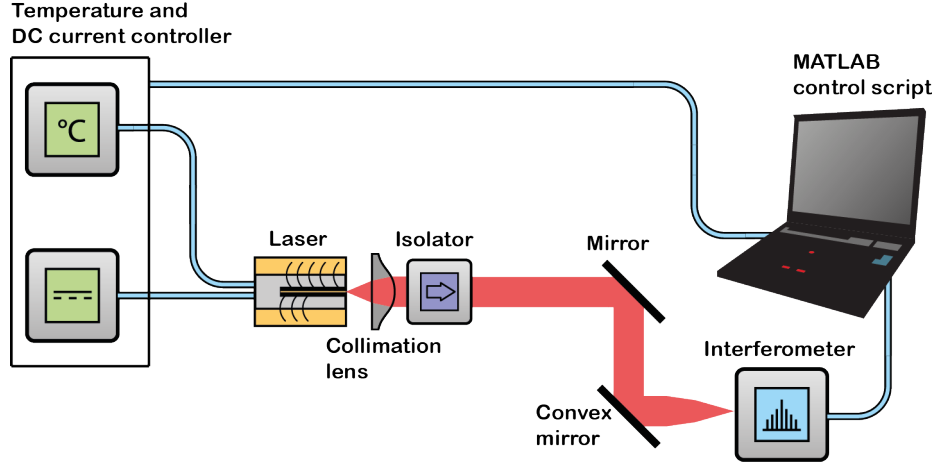 Temperature and
DC current controller
°C
MATLAB
control script
Laser
Isolator
Mirror
Collimation
lens
Interferometer
Convex
mirror